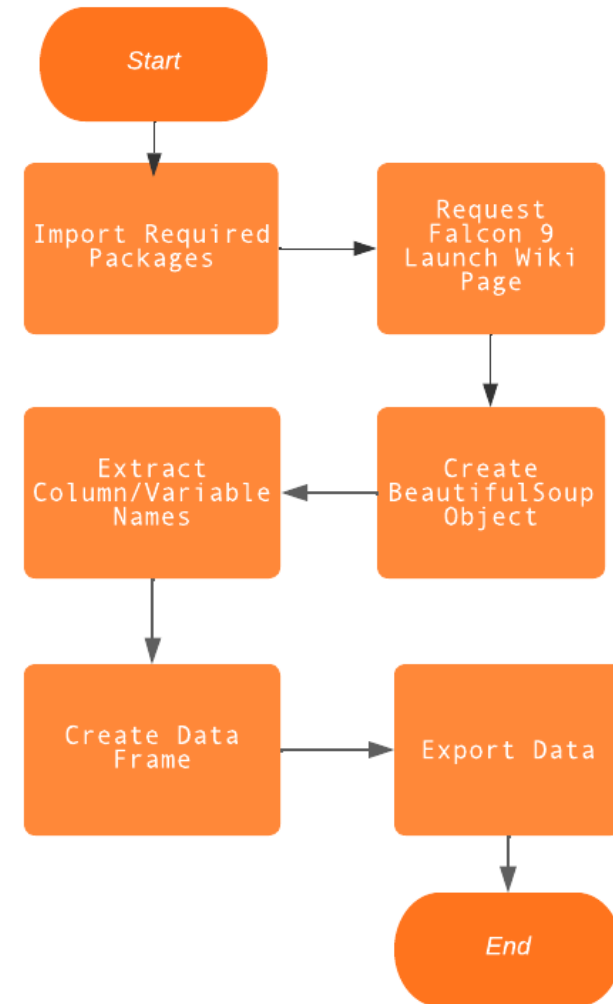 Start
Import Required
Packages
Request
Falcon 9
Launch Wiki
Page
Create
BeautifulSoup
Object
Extract
Column/Variable
Names
Create Data
Frame
Export Data
End